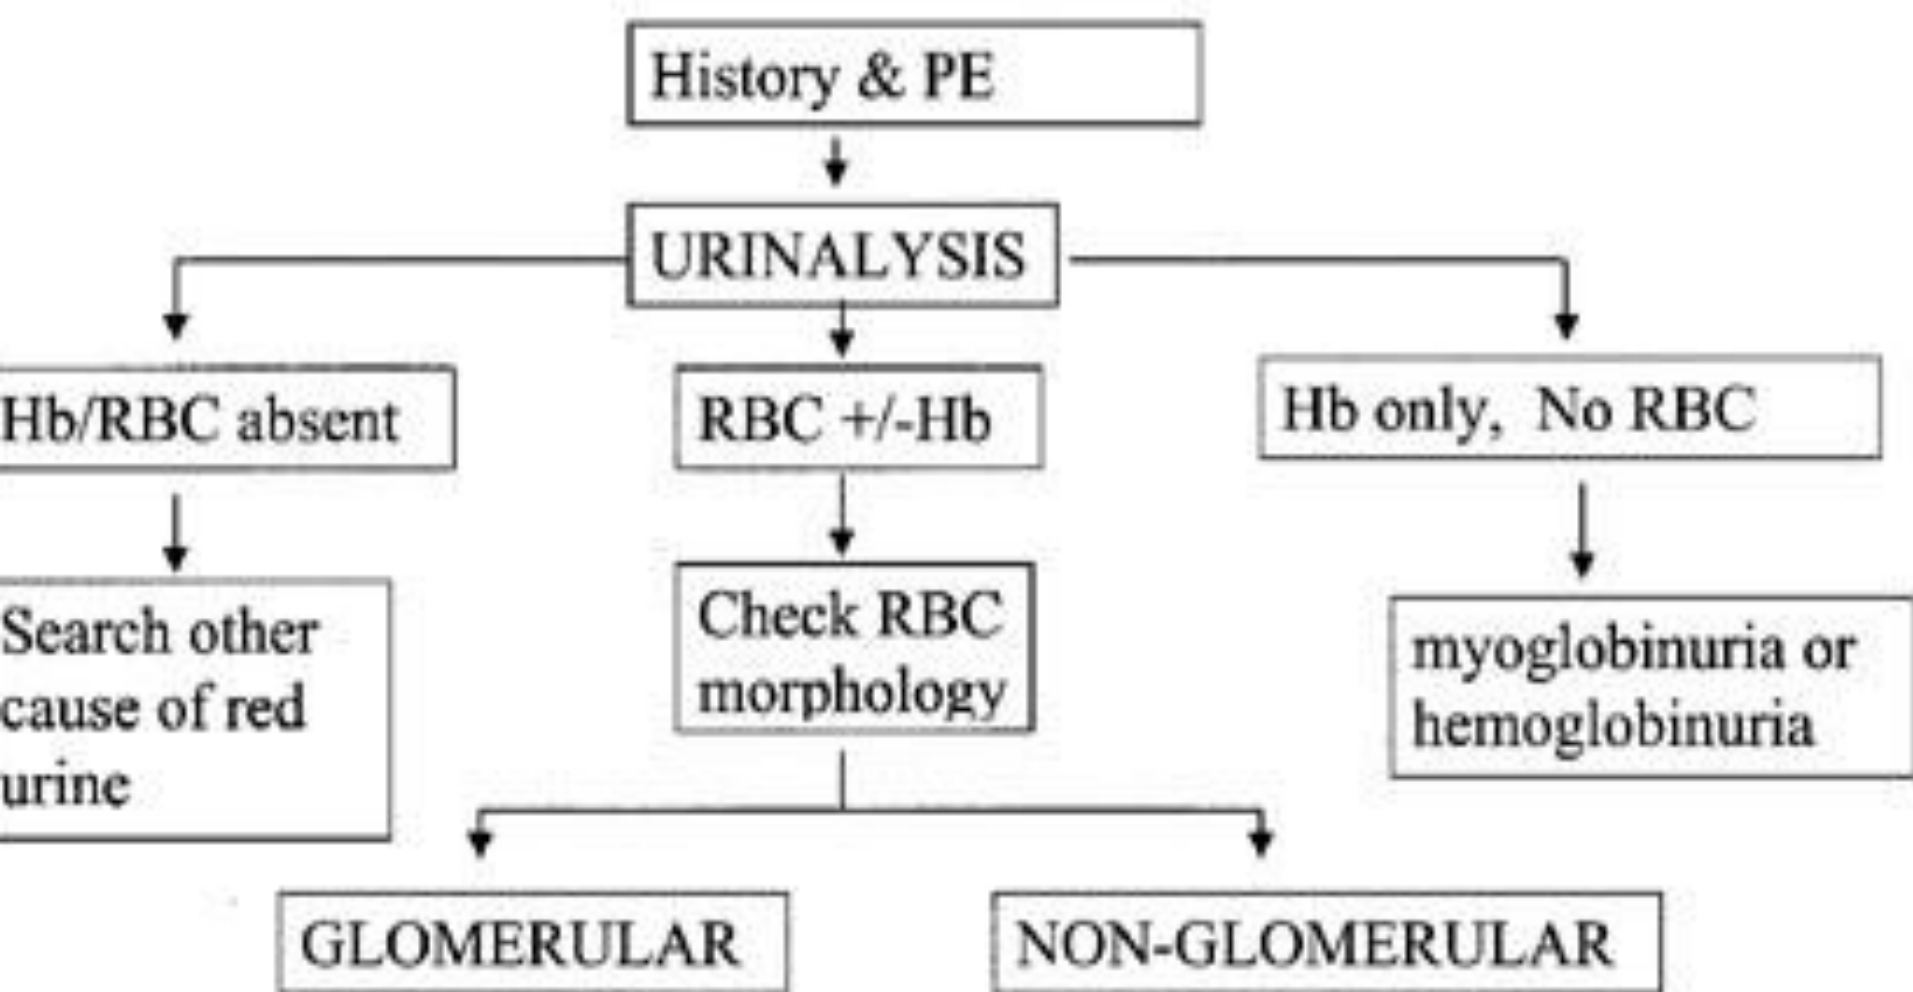 History & PE
URINALYSIS
Hb/RBC absent
RBC +/-Hb
Hb only, No RBC
Search other
cause of red
urine
Check RBC
morphology
myoglobinuria or
hemoglobinuria
GLOMERULAR
NON-GLOMERULAR